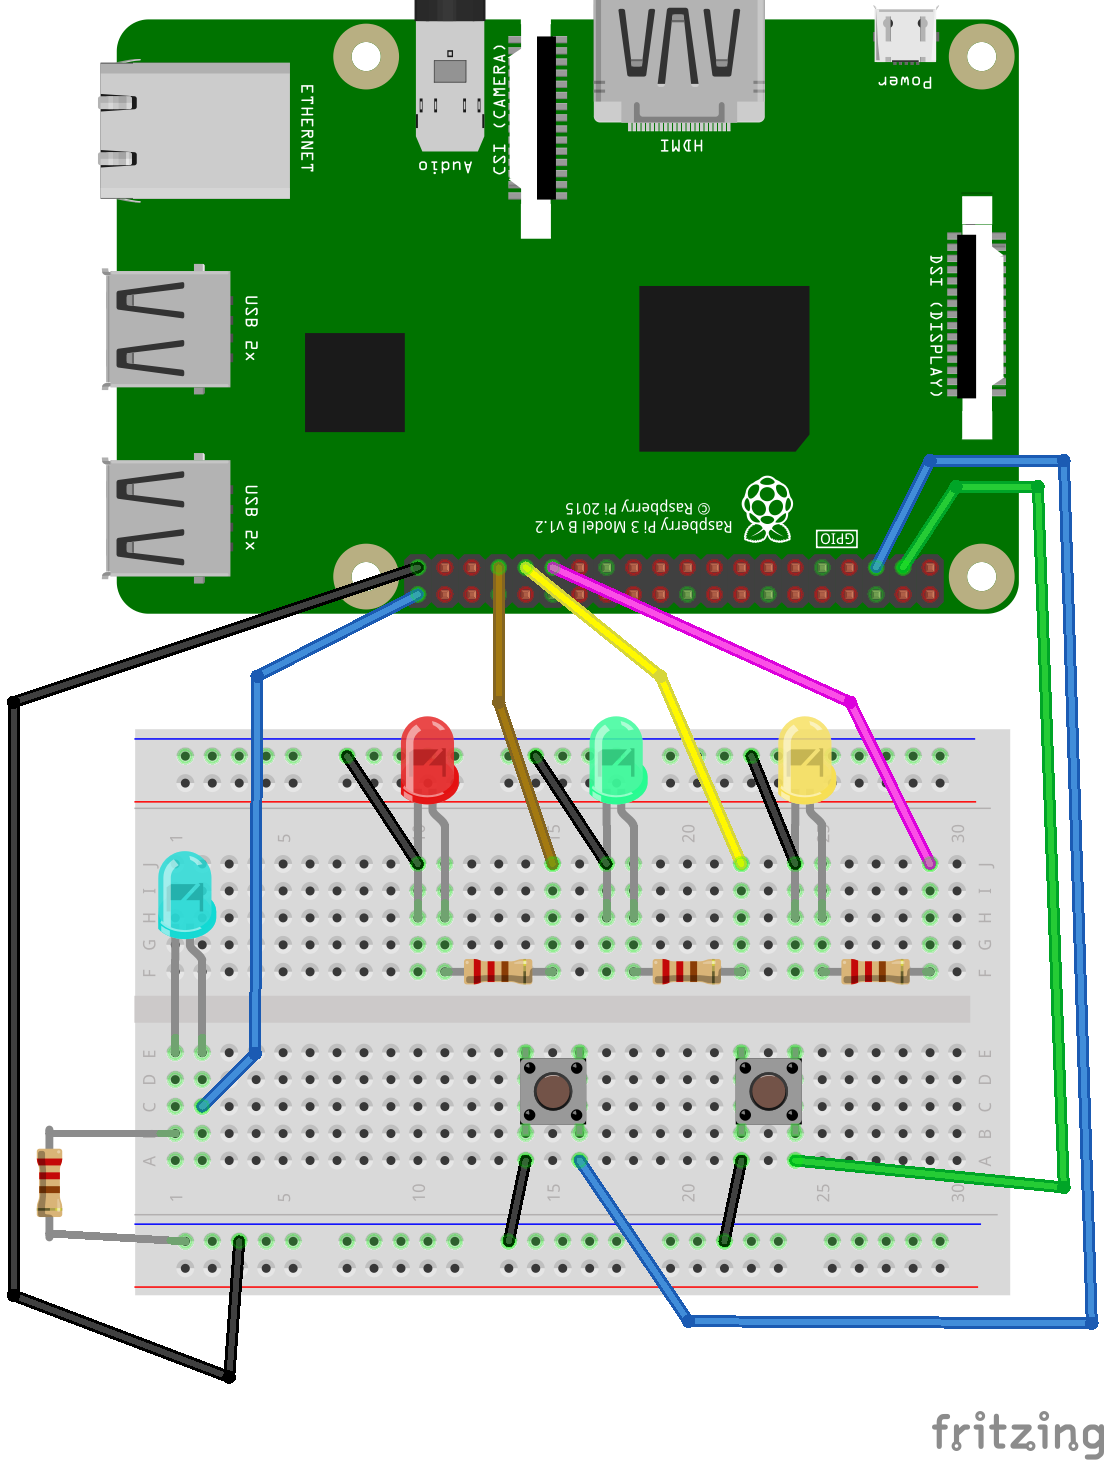 ETHERNET
Audio
CSI (CAMERA)
HDMI
Power
DSI (DISPLAY)
USB 2x
USB 2x
Raspberry Pi 3 Model B v1.2
© Raspberry Pi 2015
GPIO
1 5 10 15 20 25 30
J J
I I
H H
G G
F F
E E
D D
C C
B B
A A
1 5 10 15 20 25 30
fritzing